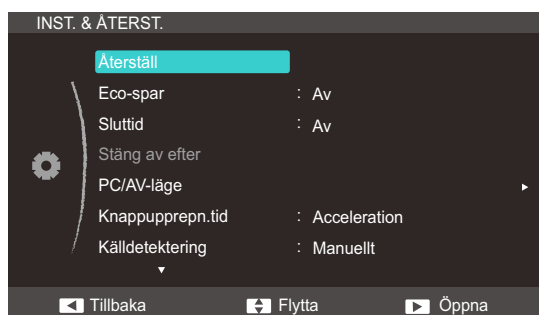 INST. & ÅTERST.
Återställ
Eco-spar : Av
Sluttid : Av
Stäng av efter
PC/AV-läge
Knappupprepn.tid : Acceleration
Källdetektering : Manuellt
Tillbaka Flytta Öppna